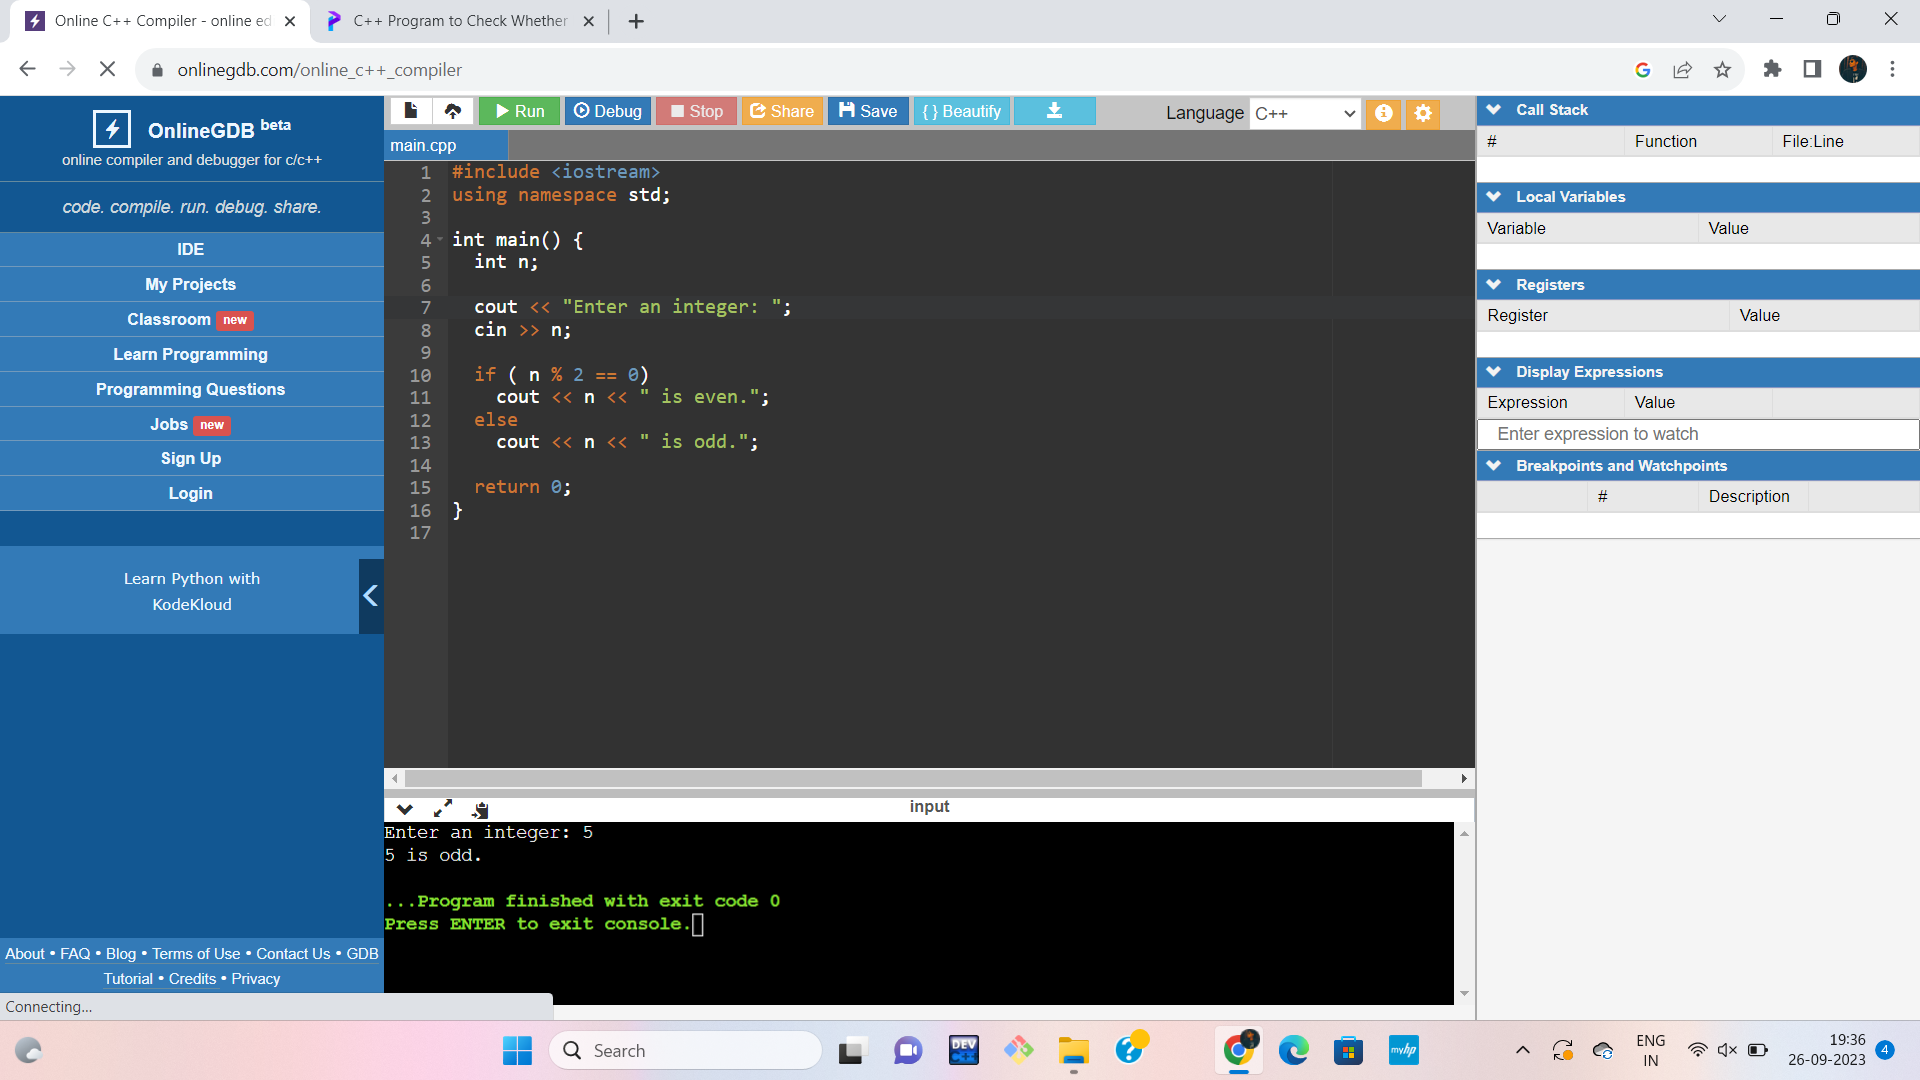 Online C++ Compiler - online ed
C++ Program to Check Whether
onlinegdb.com/online_c++_compiler
OnlineGDB beta
online compiler and debugger for c/c++
code. compile. run. debug. share.
IDE
My Projects
Classroom new
Learn Programming
Programming Questions
Jobs new
Sign Up
Login
Learn Python with
KodeKloud
About • FAQ • Blog • Terms of Use • Contact Us • GDB
Tutorial • Credits • Privacy
Connecting...
Run Debug Stop Share Save { } Beautify
Language C++
main.cpp
1 #include <iostream>
2 using namespace std;
3
4 int main() {
5   int n;
6
7   cout << "Enter an integer: ";
8   cin >> n;
9
10   if ( n % 2 == 0)
11     cout << n << " is even.";
12   else
13     cout << n << " is odd.";
14
15   return 0;
16 }
17
input
Enter an integer: 5
5 is odd.
...Program finished with exit code 0
Press ENTER to exit console.
Call Stack
# Function File:Line
Local Variables
Variable Value
Registers
Register Value
Display Expressions
Expression Value
Enter expression to watch
Breakpoints and Watchpoints
# Description
Search
DEV
C++
myhp
ENG
IN
19:36
26-09-2023
4